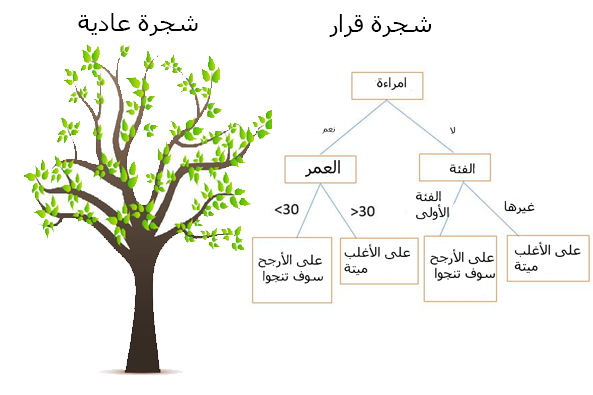 شجرة عادية
شجرة قرار
امراءة
نعم
لا
العمر
الفئة
<30
>30
الفئة
الأولى
غيرها
على الأرجح
سوف تنجوا
على الأغلب
ميتة
على الأرجح
سوف تنجوا
على الأغلب
ميتة